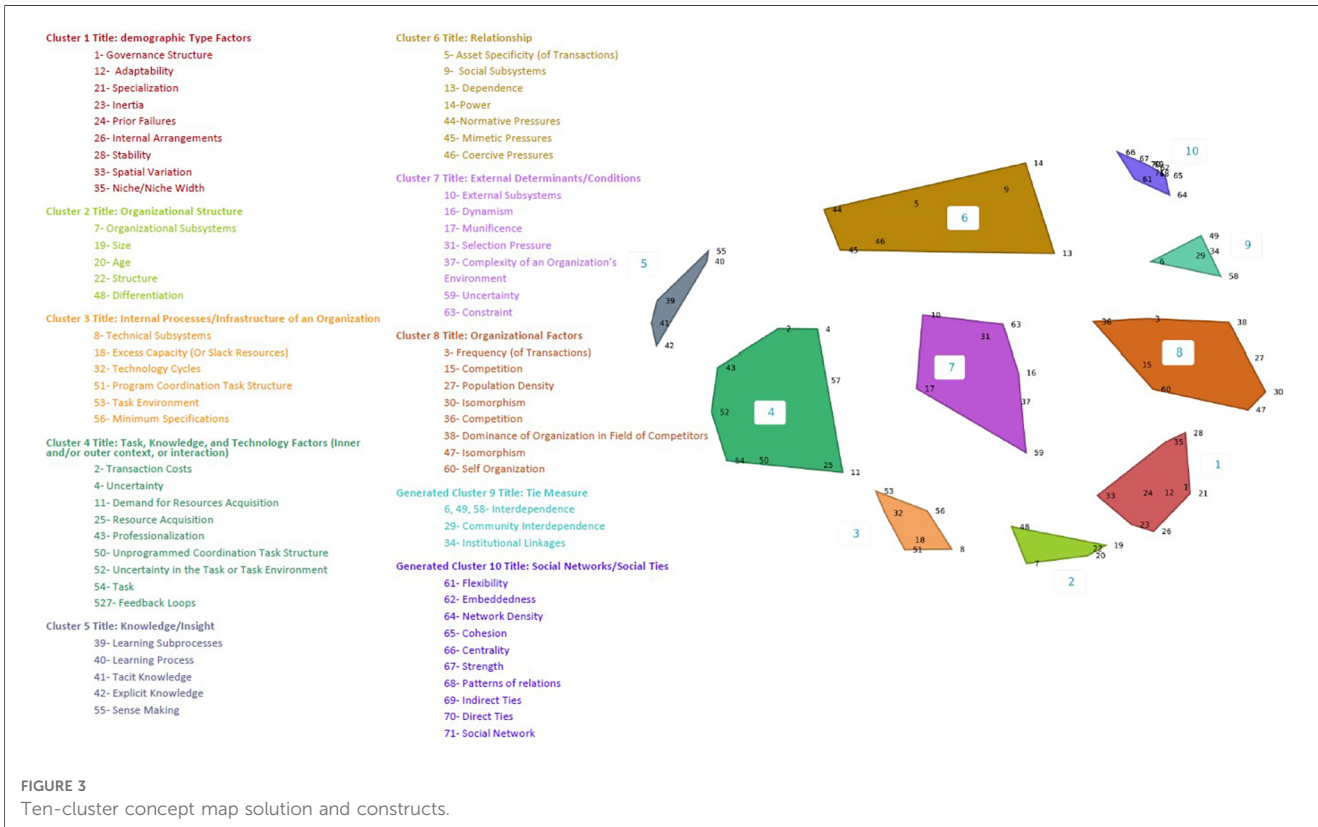 Cluster 1 Title: demographic Type Factors
1- Governance Structure
12- Adaptability
21- Specialization
23- Inertia
24- Prior Failures
26- Internal Arrangements
28- Stability
33- Spatial Variation
35- Niche/Niche Width
Cluster 2 Title: Organizational Structure
7- Organizational Subsystems
19- Size
20- Age
22- Structure
48- Differentiation
Cluster 3 Title: Internal Processes/Infrastructure of an Organization
8- Technical Subsystems
18- Excess Capacity (Or Slack Resources)
32- Technology Cycles
51- Program Coordination Task Structure
53- Task Environment
56- Minimum Specifications
Cluster 4 Title: Task, Knowledge, and Technology Factors (Inner
and/or outer context, or interaction)
2- Transaction Costs
4- Uncertainty
11- Demand for Resources Acquisition
25- Resource Acquisition
43- Professionalization
50- Unprogrammed Coordination Task Structure
52- Uncertainty in the Task or Task Environment
54- Task
527- Feedback Loops
Cluster 5 Title: Knowledge/Insight
39- Learning Subprocesses
40- Learning Process
41- Tacit Knowledge
42- Explicit Knowledge
55- Sense Making
Cluster 6 Title: Relationship
5- Asset Specificity (of Transactions)
9- Social Subsystems
13- Dependence
14-Power
44-Normative Pressures
45- Mimetic Pressures
46- Coercive Pressures
Cluster 7 Title: External Determinants/Conditions
10- External Subsystems
16- Dynamism
17- Munificence
31- Selection Pressure
37- Complexity of an Organization's
Environment
59- Uncertainty
63- Constraint
Cluster 8 Title: Organizational Factors
3- Frequency (of Transactions)
15- Competition
27- Population Density
30- Isomorphism
36- Competition
38- Dominance of Organization in Field of Competitors
47- Isomorphism
60- Self Organization
Generated Cluster 9 Title: Tie Measure
6, 49, 58- Interdependence
29- Community Interdependence
34- Institutional Linkages
Generated Cluster 10 Title: Social Networks/Social Ties
61- Flexibility
62- Embeddedness
64- Network Density
65- Cohesion
66- Centrality
67- Strength
68- Patterns of relations
69- Indirect Ties
70- Direct Ties
71- Social Network
66
67
62
65
61
64
10
14
9
5
44
6
46
45
13
49
34
29
6
58
9
55
40
5
39
41
42
2
4
43
57
52
4
54
50
25
11
10
63
31
16
7
17
37
59
36
3
38
27
8
15
60
30
47
28
35
1
24
12
1
21
33
23
26
53
56
32
3
18
51
8
48
19
22
20
7
2
FIGURE 3
Ten-cluster concept map solution and constructs.